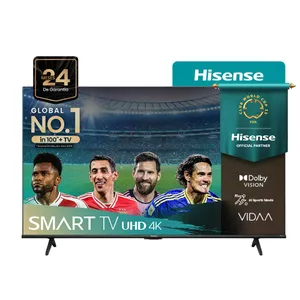 MESES
24
De Garantía
Hisense
GLOBAL
NO.1
in 100"+ TV
Hisense
OFFICIAL PARTNER
Dolby
VISION
AI Sports Mode
VIDAA
SMART TV UHD 4K